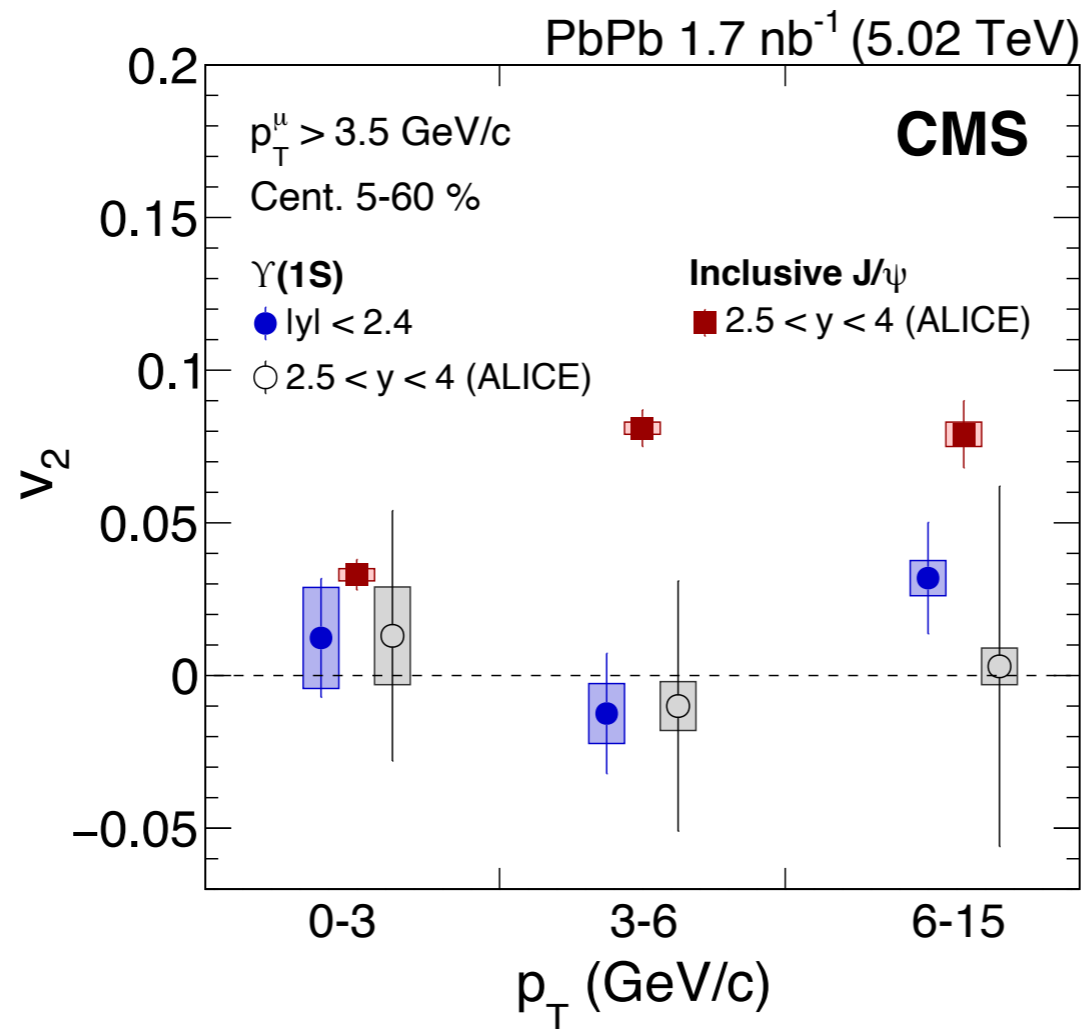 PbPb 1.7 nb⁻¹ (5.02 TeV)
0.2
p_T^μ > 3.5 GeV/c
CMS
Cent. 5-60 %
0.15
ϒ(1S)
Inclusive J/ψ
|y| < 2.4
2.5 < y < 4 (ALICE)
0.1
2.5 < y < 4 (ALICE)
v₂
0.05
0
−0.05
0-3 3-6 6-15
p_T (GeV/c)